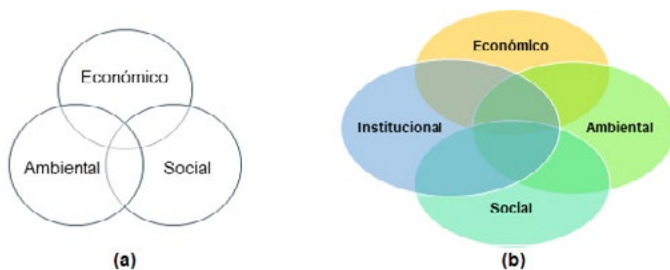 Económico
Ambiental
Social
(a)
Económico
Institucional
Ambiental
Social
(b)